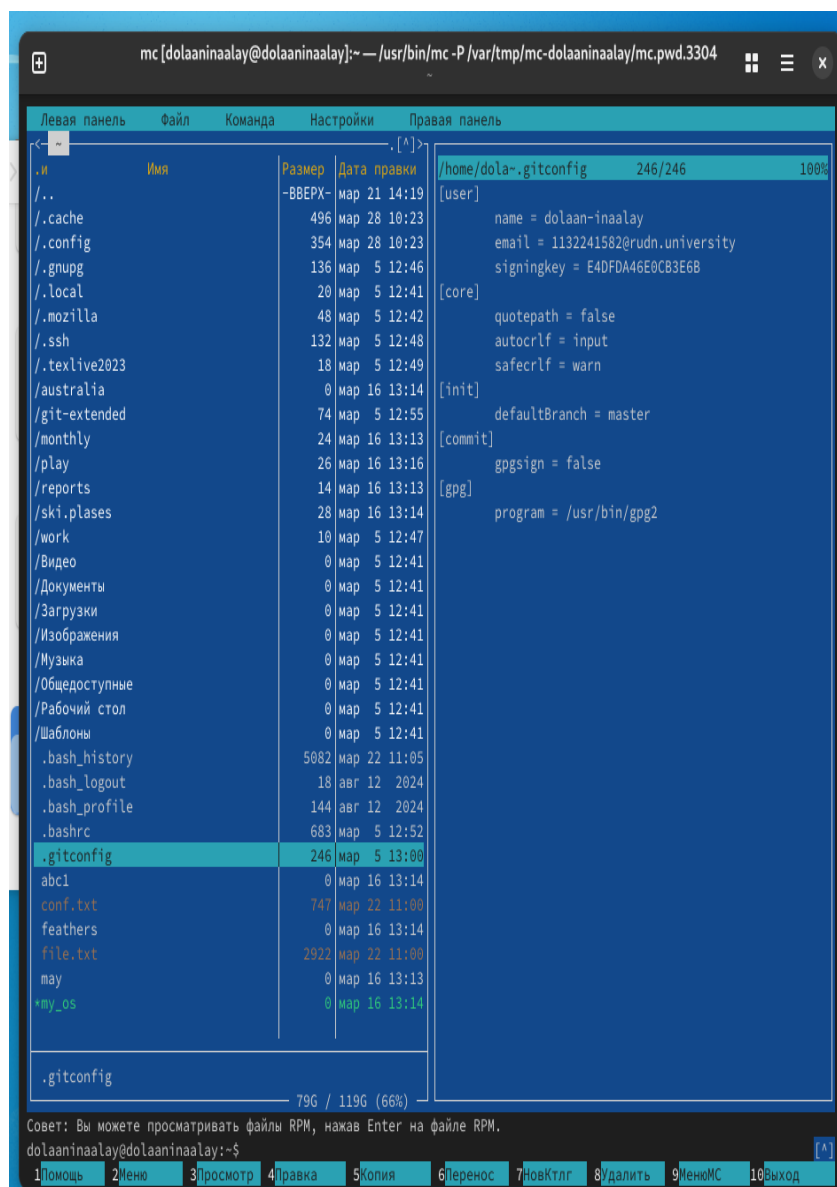 mc [dolaaninaalay@dolaaninaalay]:~ — /usr/bin/mc -P /var/tmp/mc-dolaaninaalay/mc.pwd.3304
~
Левая панель Файл Команда Настройки Правая панель
<- ~ .[^]>
.и Имя Размер Дата правки
/.. -ВВЕРХ- мар 21 14:19
/.cache 496 мар 28 10:23
/.config 354 мар 28 10:23
/.gnupg 136 мар 5 12:46
/.local 20 мар 5 12:41
/.mozilla 48 мар 5 12:42
/.ssh 132 мар 5 12:48
/.texlive2023 18 мар 5 12:49
/australia 0 мар 16 13:14
/git-extended 74 мар 5 12:55
/monthly 24 мар 16 13:13
/play 26 мар 16 13:16
/reports 14 мар 16 13:13
/ski.plases 28 мар 16 13:14
/work 10 мар 5 12:47
/Видео 0 мар 5 12:41
/Документы 0 мар 5 12:41
/Загрузки 0 мар 5 12:41
/Изображения 0 мар 5 12:41
/Музыка 0 мар 5 12:41
/Общедоступные 0 мар 5 12:41
/Рабочий стол 0 мар 5 12:41
/Шаблоны 0 мар 5 12:41
.bash_history 5082 мар 22 11:05
.bash_logout 18 авг 12 2024
.bash_profile 144 авг 12 2024
.bashrc 683 мар 5 12:52
.gitconfig 246 мар 5 13:00
abc1 0 мар 16 13:14
conf.txt 747 мар 22 11:00
feathers 0 мар 16 13:14
file.txt 2922 мар 22 11:00
may 0 мар 16 13:13
*my_os 0 мар 16 13:14
.gitconfig
79G / 119G (66%)
/home/dola~.gitconfig 246/246 100%
[user]
name = dolaan-inaalay
email = 1132241582@rudn.university
signingkey = E4DFDA46E0CB3E6B
[core]
quotepath = false
autocrlf = input
safecrlf = warn
[init]
defaultBranch = master
[commit]
gpgsign = false
[gpg]
program = /usr/bin/gpg2
Совет: Вы можете просматривать файлы RPM, нажав Enter на файле RPM.
dolaaninaalay@dolaaninaalay:~$ [^]
1Помощь 2Меню 3Просмотр 4Правка 5Копия 6Перенос 7НовКтлг 8Удалить 9МенюМС 10Выход